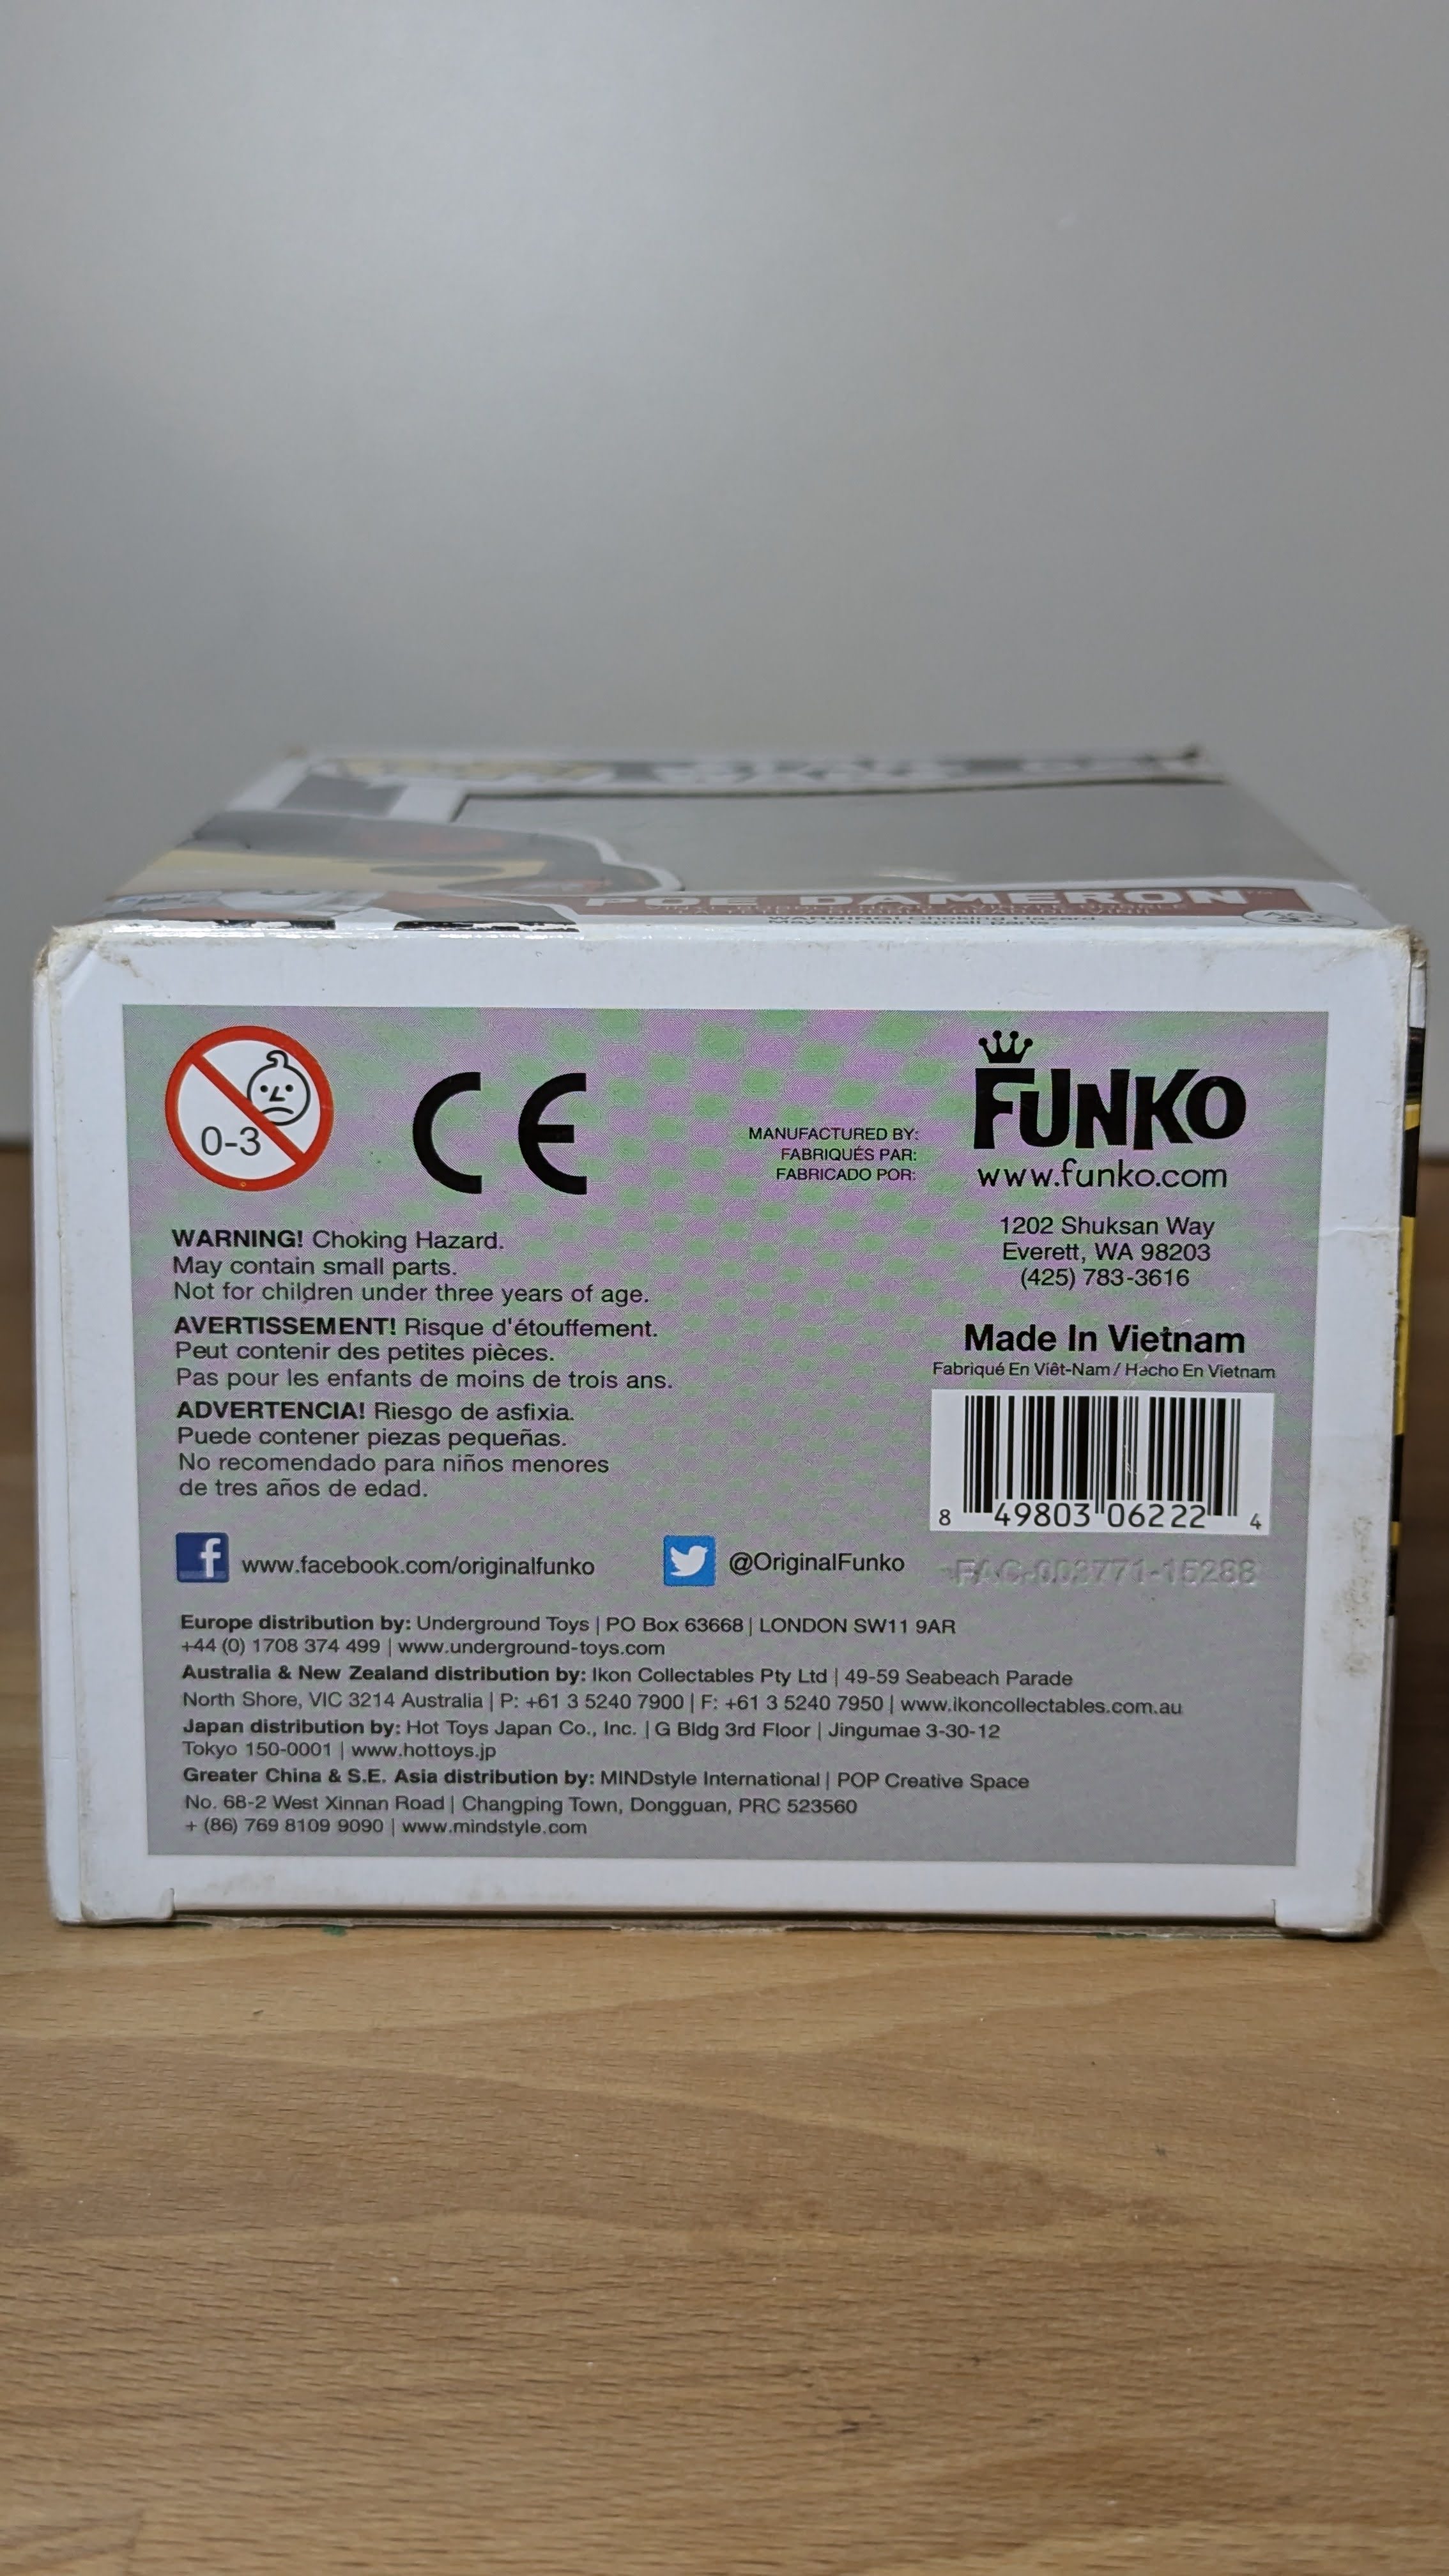 POE DAMERON
0-3
CE
MANUFACTURED BY:
FABRIQUÉS PAR:
FABRICADO POR:
FUNKO
www.funko.com
1202 Shuksan Way
Everett, WA 98203
(425) 783-3616
WARNING! Choking Hazard.
May contain small parts.
Not for children under three years of age.
AVERTISSEMENT! Risque d'étouffement.
Peut contenir des petites pièces.
Pas pour les enfants de moins de trois ans.
ADVERTENCIA! Riesgo de asfixia.
Puede contener piezas pequeñas.
No recomendado para niños menores
de tres años de edad.
Made In Vietnam
Fabriqué En Viêt-Nam / Hacho En Vietnam
8 49803 06222 4
f www.facebook.com/originalfunko
@OriginalFunko
FAC-003771-15288
Europe distribution by: Underground Toys | PO Box 63668 | LONDON SW11 9AR
+44 (0) 1708 374 499 | www.underground-toys.com
Australia & New Zealand distribution by: Ikon Collectables Pty Ltd | 49-59 Seabeach Parade
North Shore, VIC 3214 Australia | P: +61 3 5240 7900 | F: +61 3 5240 7950 | www.ikoncollectables.com.au
Japan distribution by: Hot Toys Japan Co., Inc. | G Bldg 3rd Floor | Jingumae 3-30-12
Tokyo 150-0001 | www.hottoys.jp
Greater China & S.E. Asia distribution by: MINDstyle International | POP Creative Space
No. 68-2 West Xinnan Road | Changping Town, Dongguan, PRC 523560
+ (86) 769 8109 9090 | www.mindstyle.com